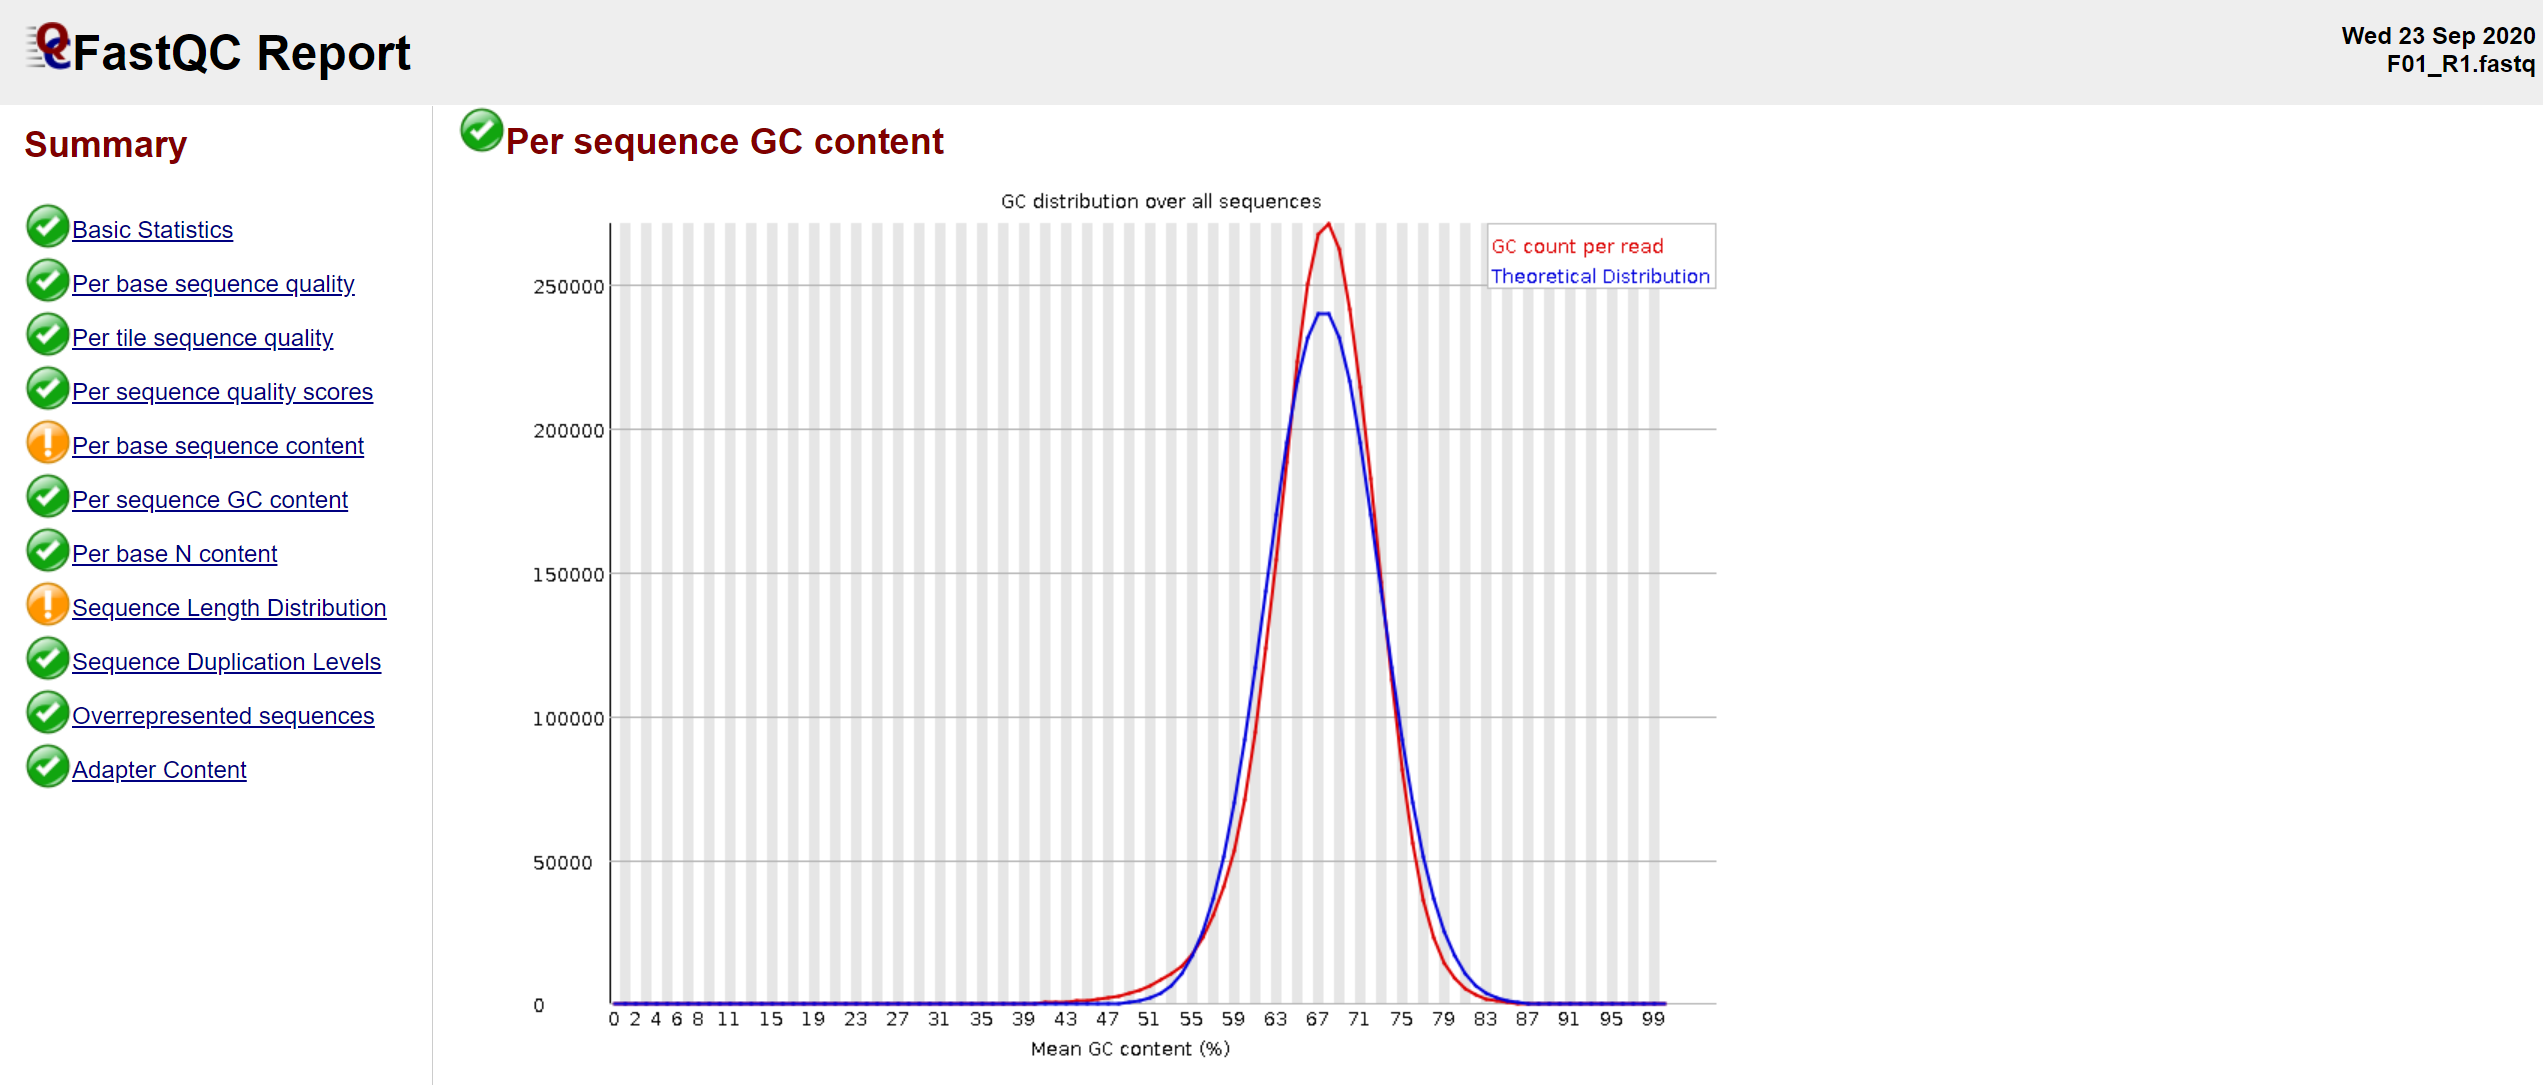 FastQC Report
Wed 23 Sep 2020
F01_R1.fastq
Summary
Basic Statistics
Per base sequence quality
Per tile sequence quality
Per sequence quality scores
Per base sequence content
Per sequence GC content
Per base N content
Sequence Length Distribution
Sequence Duplication Levels
Overrepresented sequences
Adapter Content
Per sequence GC content
GC distribution over all sequences
GC count per read
Theoretical Distribution
250000
200000
150000
100000
50000
0
0 2 4 6 8 11 15 19 23 27 31 35 39 43 47 51 55 59 63 67 71 75 79 83 87 91 95 99
Mean GC content (%)